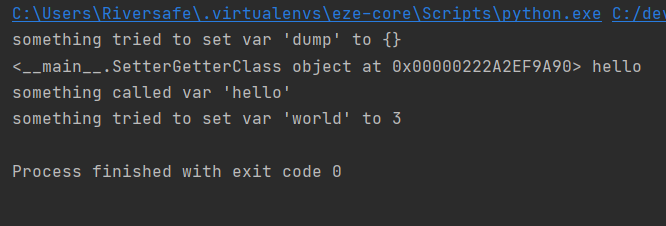 C:\Users\Riversafe\.virtualenvs\eze-core\Scripts\python.exe C:/dev
something tried to set var 'dump' to {}
<__main__.SetterGetterClass object at 0x00000222A2EF9A90> hello
something called var 'hello'
something tried to set var 'world' to 3
Process finished with exit code 0